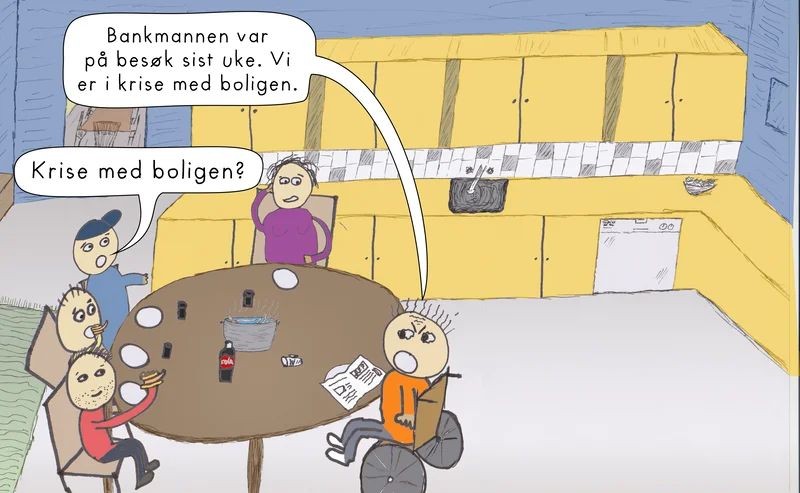 Bankmannen var
på besøk sist uke. Vi
er i krise med boligen.
Krise med boligen?